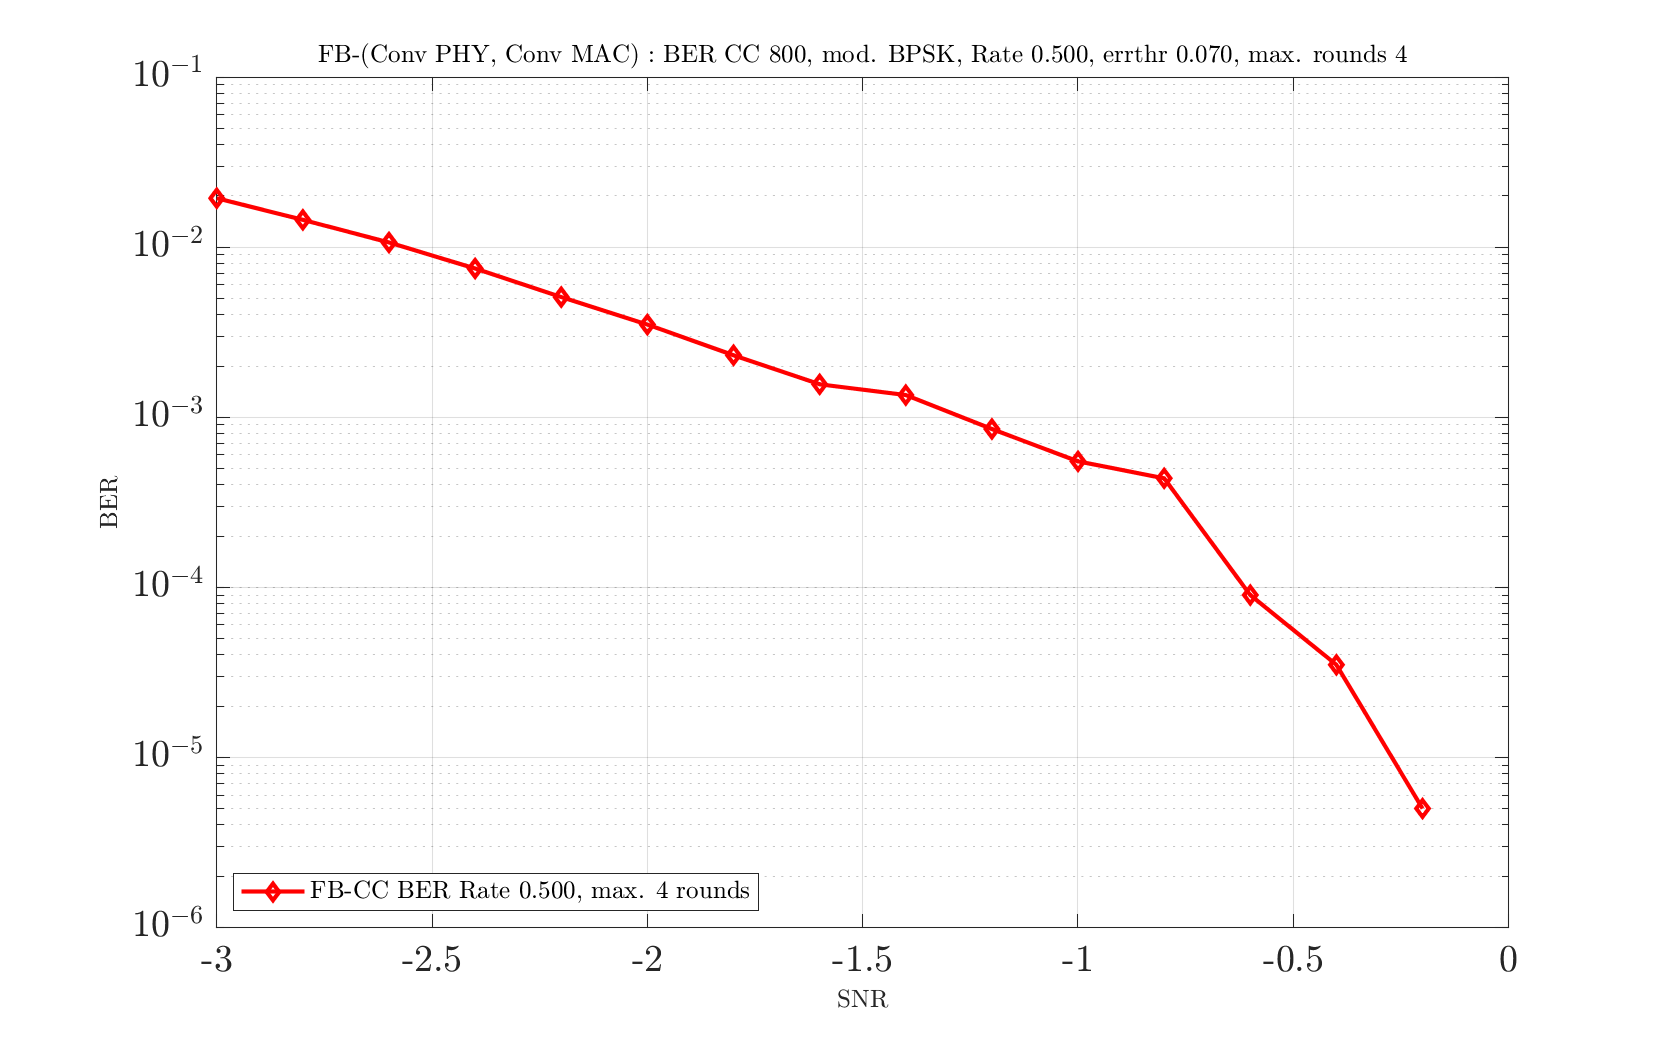 FB-(Conv PHY, Conv MAC) : BER CC 800, mod. BPSK, Rate 0.500, errthr 0.070, max. rounds 4
10^{-1}
10^{-2}
10^{-3}
10^{-4}
10^{-5}
10^{-6}
BER
FB-CC BER Rate 0.500, max. 4 rounds
-3 -2.5 -2 -1.5 -1 -0.5 0
SNR